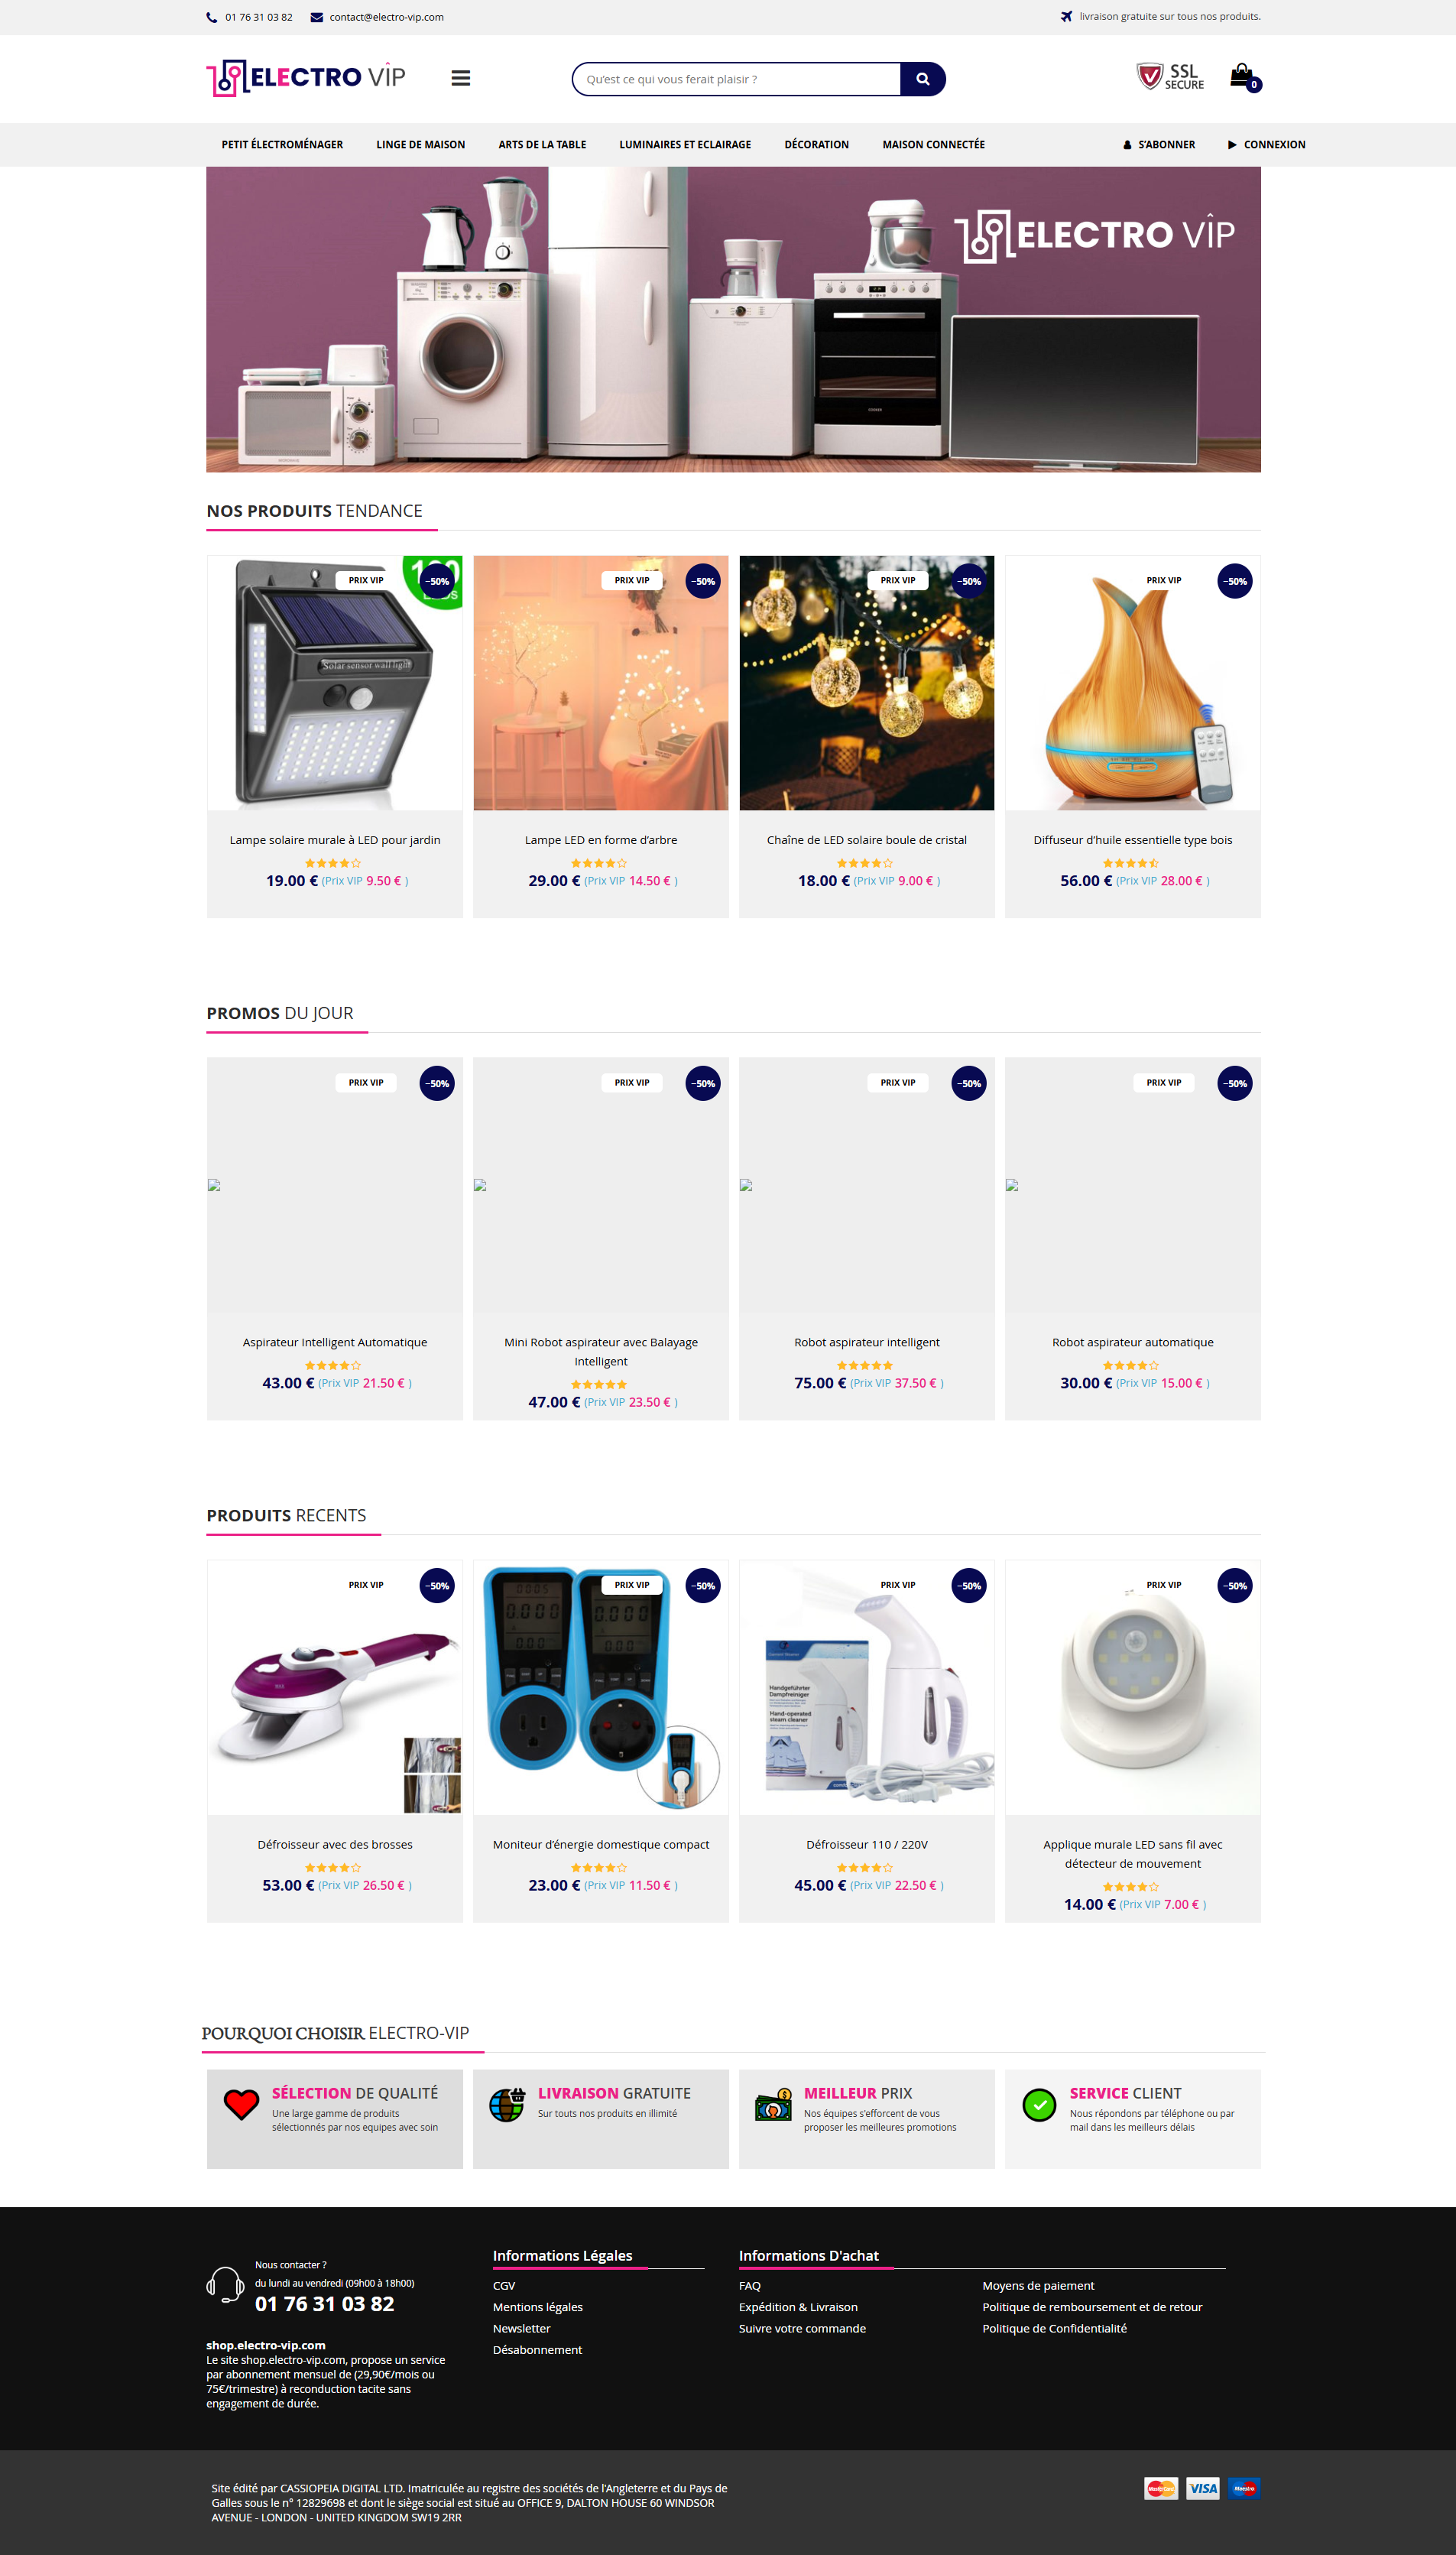 01 76 31 03 82 contact@electro-vip.com livraison gratuite sur tous nos produits.
ELECTRO VIP Qu'est ce qui vous ferait plaisir ? SSL SECURE 0
PETIT ÉLECTROMÉNAGER LINGE DE MAISON ARTS DE LA TABLE LUMINAIRES ET ECLAIRAGE DÉCORATION MAISON CONNECTÉE S'ABONNER CONNEXION
ELECTRO VIP
NOS PRODUITS TENDANCE
PRIX VIP -50% PRIX VIP -50% PRIX VIP -50% PRIX VIP -50%
Solar sensor wall light
Lampe solaire murale à LED pour jardin
19.00 € (Prix VIP 9.50 € )
Lampe LED en forme d’arbre
29.00 € (Prix VIP 14.50 € )
Chaîne de LED solaire boule de cristal
18.00 € (Prix VIP 9.00 € )
Diffuseur d’huile essentielle type bois
56.00 € (Prix VIP 28.00 € )
PROMOS DU JOUR
PRIX VIP -50% PRIX VIP -50% PRIX VIP -50% PRIX VIP -50%
Aspirateur Intelligent Automatique
43.00 € (Prix VIP 21.50 € )
Mini Robot aspirateur avec Balayage
Intelligent
47.00 € (Prix VIP 23.50 € )
Robot aspirateur intelligent
75.00 € (Prix VIP 37.50 € )
Robot aspirateur automatique
30.00 € (Prix VIP 15.00 € )
PRODUITS RECENTS
PRIX VIP -50% PRIX VIP -50% PRIX VIP -50% PRIX VIP -50%
Handgeführter
Dampfreiniger
Hand-operated
steam cleaner
Défroisseur avec des brosses
53.00 € (Prix VIP 26.50 € )
Moniteur d’énergie domestique compact
23.00 € (Prix VIP 11.50 € )
Défroisseur 110 / 220V
45.00 € (Prix VIP 22.50 € )
Applique murale LED sans fil avec
détecteur de mouvement
14.00 € (Prix VIP 7.00 € )
POURQUOI CHOISIR ELECTRO-VIP
SÉLECTION DE QUALITÉ
Une large gamme de produits
sélectionnés par nos equipes avec soin
LIVRAISON GRATUITE
Sur touts nos produits en illimité
MEILLEUR PRIX
Nos équipes s'efforcent de vous
proposer les meilleures promotions
SERVICE CLIENT
Nous répondons par téléphone ou par
mail dans les meilleurs délais
Nous contacter ?
du lundi au vendredi (09h00 à 18h00)
01 76 31 03 82
shop.electro-vip.com
Le site shop.electro-vip.com, propose un service
par abonnement mensuel de (29,90€/mois ou
75€/trimestre) à reconduction tacite sans
engagement de durée.
Informations Légales
CGV
Mentions légales
Newsletter
Désabonnement
Informations D'achat
FAQ
Expédition & Livraison
Suivre votre commande
Moyens de paiement
Politique de remboursement et de retour
Politique de Confidentialité
Site édité par CASSIOPEIA DIGITAL LTD. Imatriculée au registre des sociétés de l'Angleterre et du Pays de
Galles sous le n° 12829698 et dont le siège social est situé au OFFICE 9, DALTON HOUSE 60 WINDSOR
AVENUE - LONDON - UNITED KINGDOM SW19 2RR
MasterCard VISA Maestro